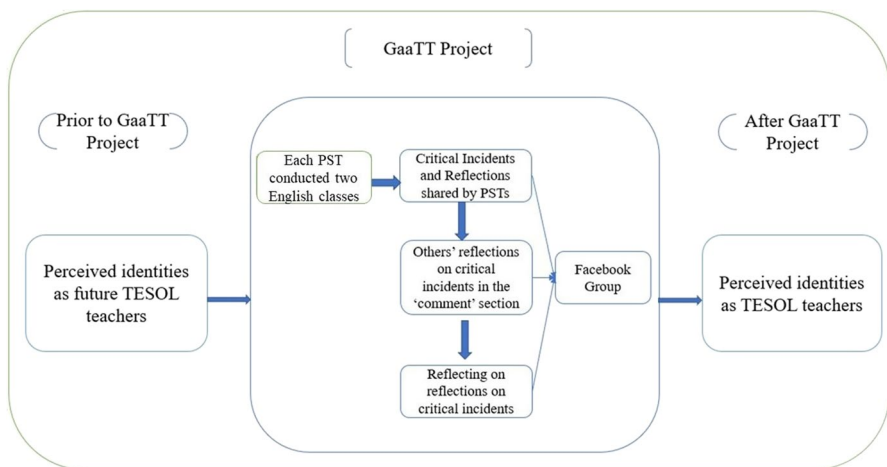 GaaTT Project
Prior to GaaTT
Project
After GaaTT
Project
Each PST
conducted two
English classes
Critical Incidents
and Reflections
shared by PSTs
Others’ reflections
on critical
incidents in the
‘comment’ section
Facebook
Group
Reflecting on
reflections on
critical incidents
Perceived identities
as future TESOL
teachers
Perceived identities
as TESOL teachers